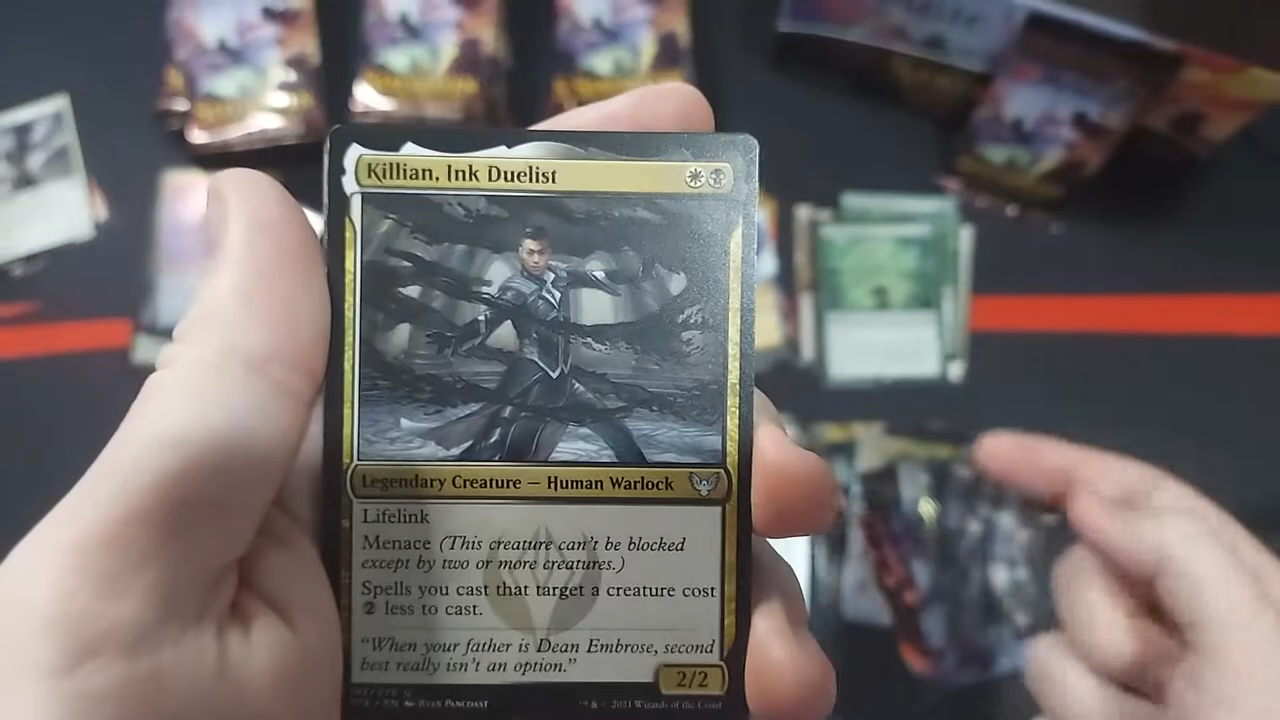 Killian, Ink Duelist
Legendary Creature — Human Warlock
Lifelink
Menace (This creature can't be blocked
except by two or more creatures.)
Spells you cast that target a creature cost
2 less to cast.
"When your father is Dean Embrose, second
best really isn't an option."
2/2
EN Ryan Pancoast
™ & © 2021 Wizards of the Coast